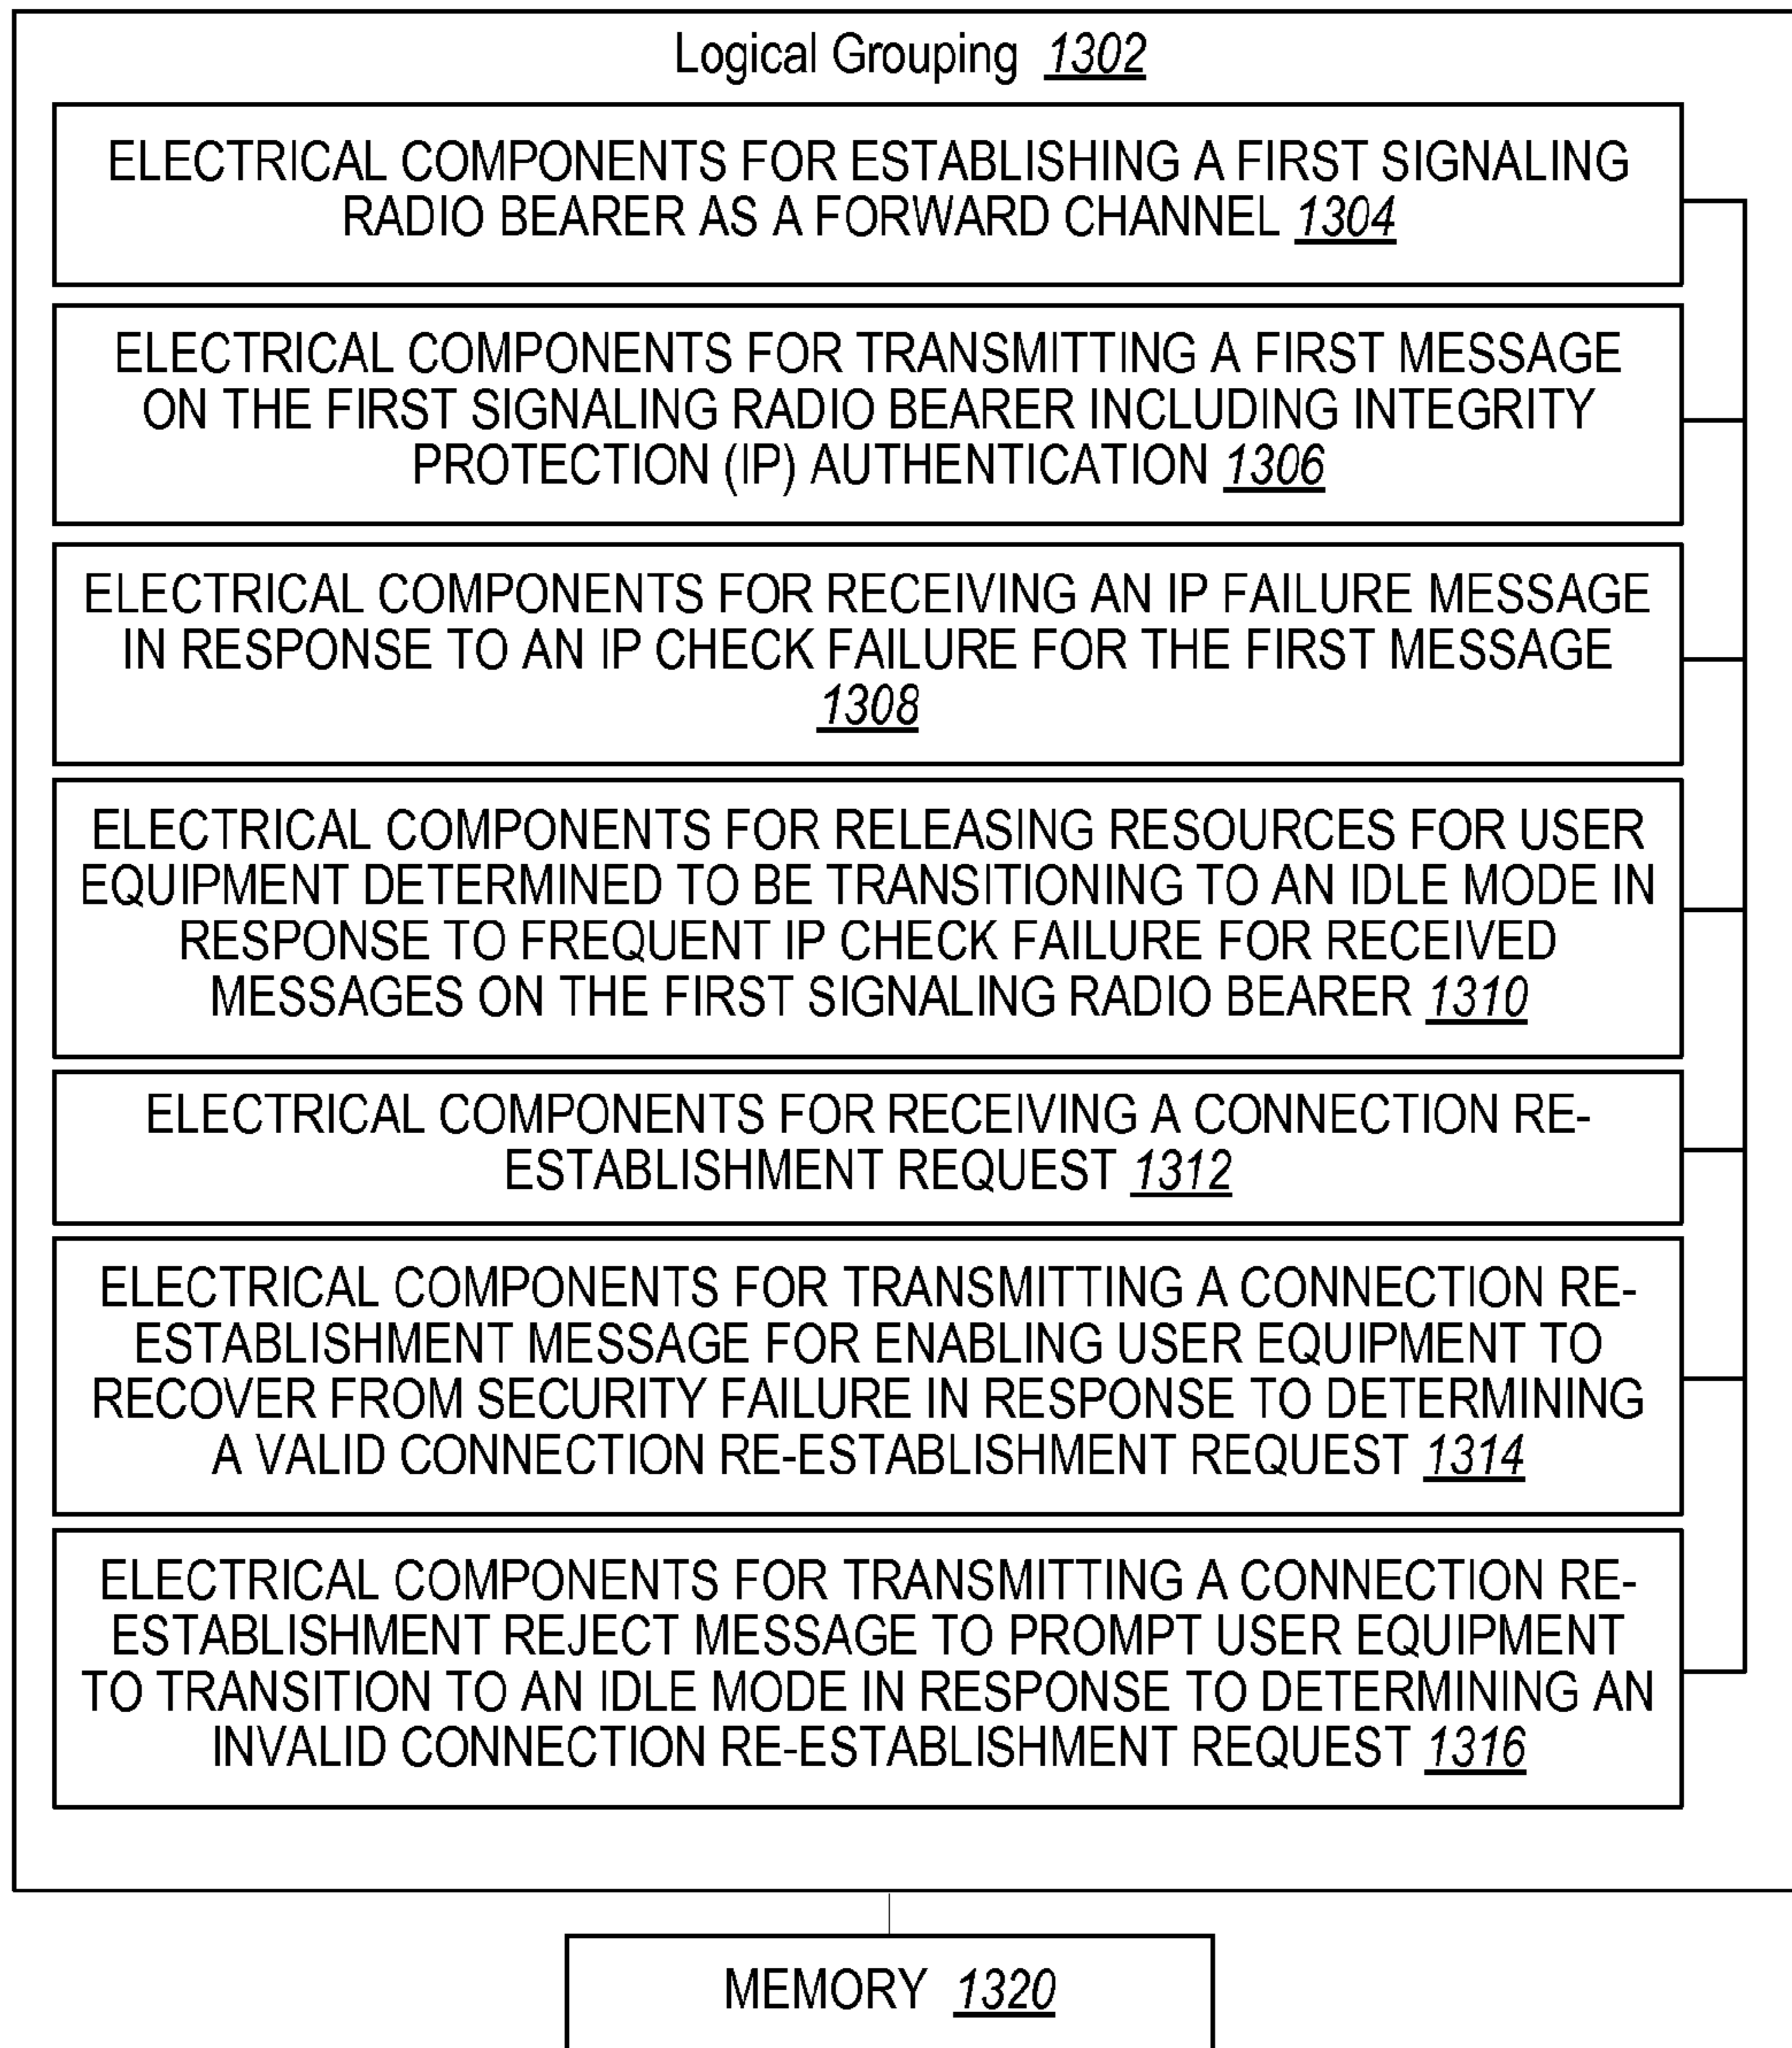 Logical Grouping 1302
ELECTRICAL COMPONENTS FOR ESTABLISHING A FIRST SIGNALING
RADIO BEARER AS A FORWARD CHANNEL 1304
ELECTRICAL COMPONENTS FOR TRANSMITTING A FIRST MESSAGE
ON THE FIRST SIGNALING RADIO BEARER INCLUDING INTEGRITY
PROTECTION (IP) AUTHENTICATION 1306
ELECTRICAL COMPONENTS FOR RECEIVING AN IP FAILURE MESSAGE
IN RESPONSE TO AN IP CHECK FAILURE FOR THE FIRST MESSAGE
1308
ELECTRICAL COMPONENTS FOR RELEASING RESOURCES FOR USER
EQUIPMENT DETERMINED TO BE TRANSITIONING TO AN IDLE MODE IN
RESPONSE TO FREQUENT IP CHECK FAILURE FOR RECEIVED
MESSAGES ON THE FIRST SIGNALING RADIO BEARER 1310
ELECTRICAL COMPONENTS FOR RECEIVING A CONNECTION RE-
ESTABLISHMENT REQUEST 1312
ELECTRICAL COMPONENTS FOR TRANSMITTING A CONNECTION RE-
ESTABLISHMENT MESSAGE FOR ENABLING USER EQUIPMENT TO
RECOVER FROM SECURITY FAILURE IN RESPONSE TO DETERMINING
A VALID CONNECTION RE-ESTABLISHMENT REQUEST 1314
ELECTRICAL COMPONENTS FOR TRANSMITTING A CONNECTION RE-
ESTABLISHMENT REJECT MESSAGE TO PROMPT USER EQUIPMENT
TO TRANSITION TO AN IDLE MODE IN RESPONSE TO DETERMINING AN
INVALID CONNECTION RE-ESTABLISHMENT REQUEST 1316
MEMORY 1320